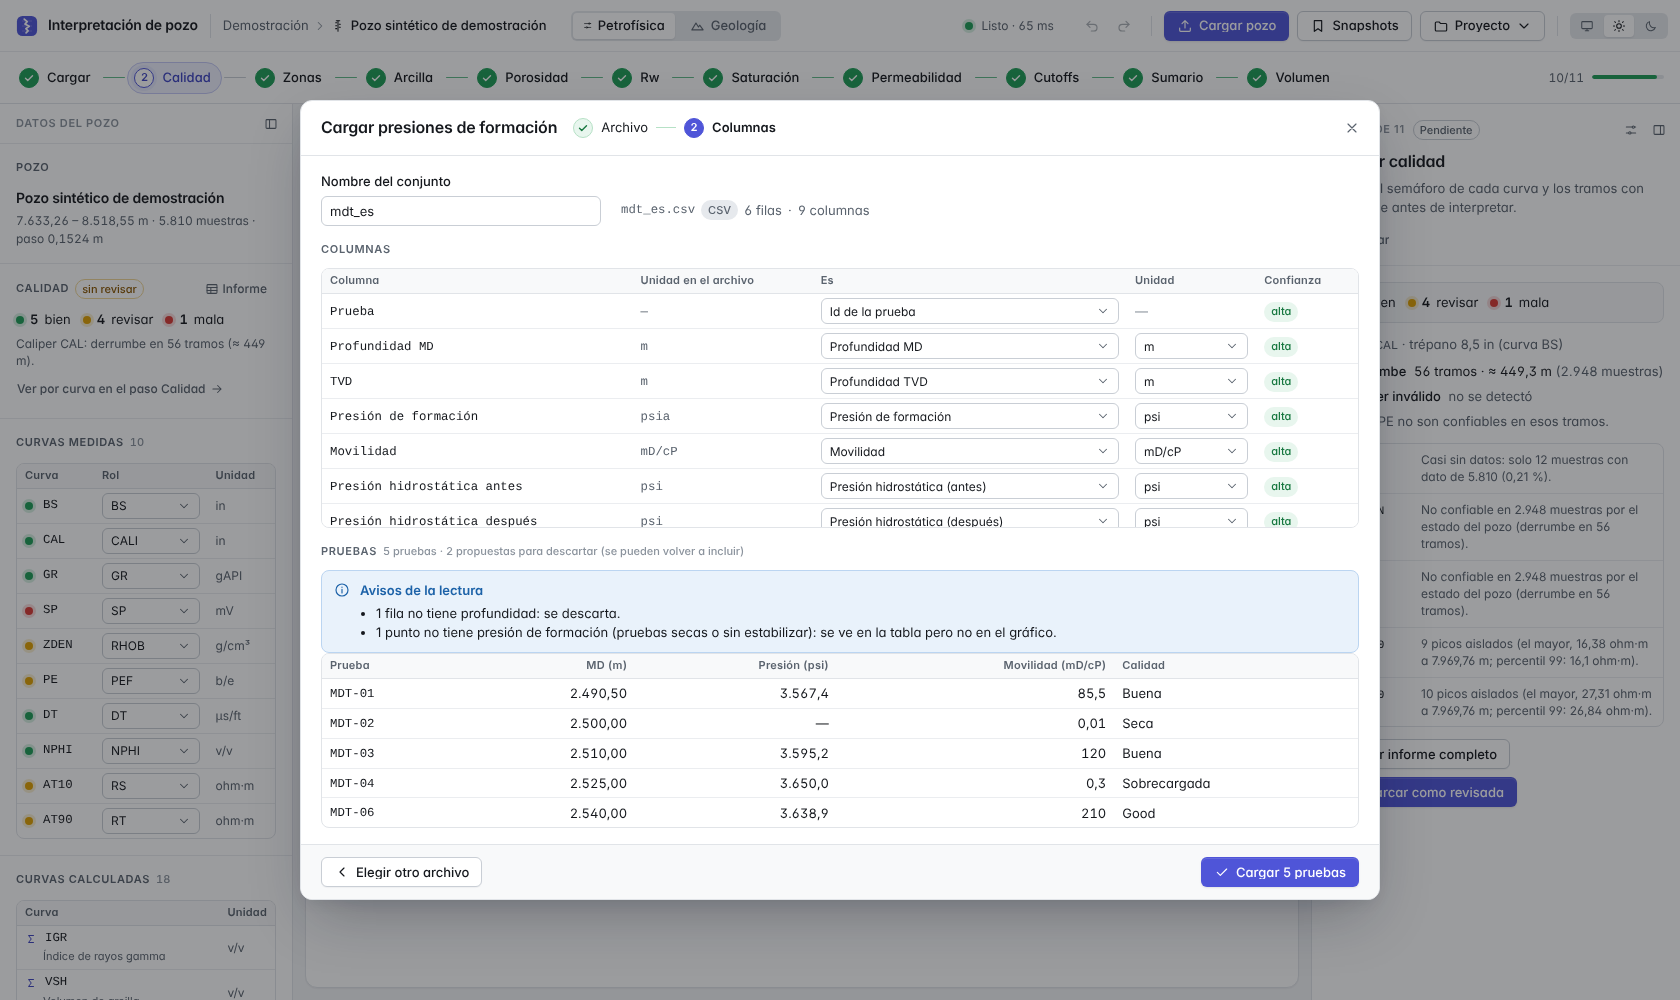 Interpretación de pozo
Demostración
Pozo sintético de demostración
Petrofísica
Geología
Listo · 65 ms
Cargar pozo
Snapshots
Proyecto
Cargar
2
Calidad
Zonas
Arcilla
Porosidad
Rw
Saturación
Permeabilidad
Cutoffs
Sumario
Volumen
10/11
DATOS DEL POZO
POZO
Pozo sintético de demostración
7.633,26 – 8.518,55 m · 5.810 muestras ·
paso 0,1524 m
CALIDAD sin revisar
Informe
5 bien 4 revisar 1 mala
Caliper CAL: derrumbe en 56 tramos (≈ 449
m).
Ver por curva en el paso Calidad →
CURVAS MEDIDAS 10
Curva Rol Unidad
BS BS in
CAL CALI in
GR GR gAPI
SP SP mV
ZDEN RHOB g/cm³
PE PEF b/e
DT DT µs/ft
NPHI NPHI v/v
AT10 RS ohm·m
AT90 RT ohm·m
CURVAS CALCULADAS 18
Curva Unidad
Σ IGR v/v
Índice de rayos gamma
Σ VSH v/v
Cargar presiones de formación
Archivo
2 Columnas
Nombre del conjunto
mdt_es
mdt_es.csv CSV 6 filas · 9 columnas
COLUMNAS
Columna Unidad en el archivo Es Unidad Confianza
Prueba — Id de la prueba — alta
Profundidad MD m Profundidad MD m alta
TVD m Profundidad TVD m alta
Presión de formación psia Presión de formación psi alta
Movilidad mD/cP Movilidad mD/cP alta
Presión hidrostática antes psi Presión hidrostática (antes) psi alta
Presión hidrostática después psi Presión hidrostática (después) psi alta
PRUEBAS 5 pruebas · 2 propuestas para descartar (se pueden volver a incluir)
Avisos de la lectura
• 1 fila no tiene profundidad: se descarta.
• 1 punto no tiene presión de formación (pruebas secas o sin estabilizar): se ve en la tabla pero no en el gráfico.
Prueba MD (m) Presión (psi) Movilidad (mD/cP) Calidad
MDT-01 2.490,50 3.567,4 85,5 Buena
MDT-02 2.500,00 — 0,01 Seca
MDT-03 2.510,00 3.595,2 120 Buena
MDT-04 2.525,00 3.650,0 0,3 Sobrecargada
MDT-06 2.540,00 3.638,9 210 Good
Elegir otro archivo
Cargar 5 pruebas
DE 11 Pendiente
r calidad
l semáforo de cada curva y los tramos con
e antes de interpretar.
ar
en 4 revisar 1 mala
CAL · trépano 8,5 in (curva BS)
mbe 56 tramos · ≈ 449,3 m (2.948 muestras)
er inválido no se detectó
PE no son confiables en esos tramos.
Casi sin datos: solo 12 muestras con
dato de 5.810 (0,21 %).
No confiable en 2.948 muestras por el
estado del pozo (derrumbe en 56
tramos).
No confiable en 2.948 muestras por el
estado del pozo (derrumbe en 56
tramos).
9 picos aislados (el mayor, 16,38 ohm·m
a 7.969,76 m; percentil 99: 16,1 ohm·m).
10 picos aislados (el mayor, 27,31 ohm·m
a 7.969,76 m; percentil 99: 26,84 ohm·m).
r informe completo
arcar como revisada